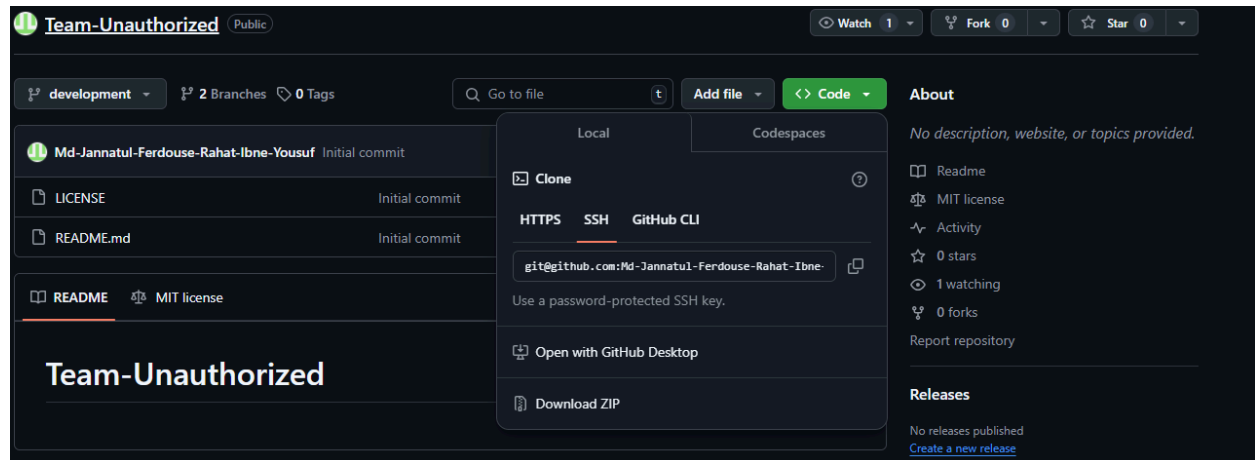 Team-Unauthorized Public Watch 1 Fork 0 Star 0
development 2 Branches 0 Tags Go to file t Add file Code
Md-Jannatul-Ferdouse-Rahat-Ibne-Yousuf Initial commit
LICENSE Initial commit
README.md Initial commit
README MIT license
Team-Unauthorized
Local Codespaces
Clone
HTTPS SSH GitHub CLI
git@github.com:Md-Jannatul-Ferdouse-Rahat-Ibne-
Use a password-protected SSH key.
Open with GitHub Desktop
Download ZIP
About
No description, website, or topics provided.
Readme
MIT license
Activity
0 stars
1 watching
0 forks
Report repository
Releases
No releases published
Create a new release